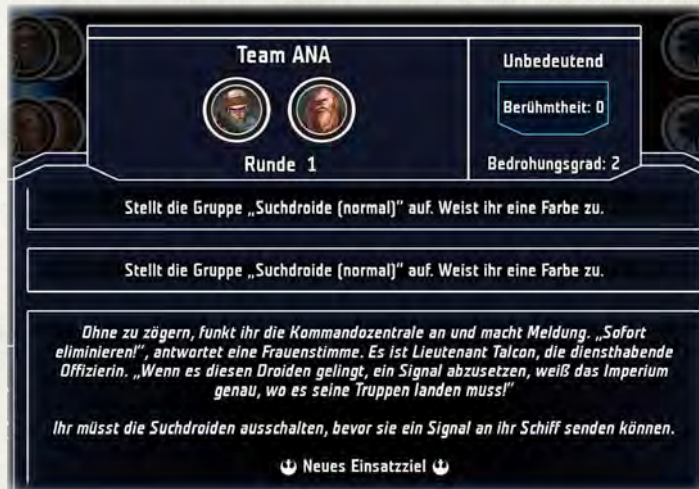 Team ANA
Runde 1
Unbedeutend
Berühmtheit: 0
Bedrohungsgrad: 2
Stellt die Gruppe „Suchdroide (normal)“ auf. Weist ihr eine Farbe zu.
Stellt die Gruppe „Suchdroide (normal)“ auf. Weist ihr eine Farbe zu.
Ohne zu zögern, funkt ihr die Kommandozentrale an und macht Meldung. „Sofort
eliminieren!“, antwortet eine Frauenstimme. Es ist Lieutenant Talcon, die diensthabende
Offizierin. „Wenn es diesen Droiden gelingt, ein Signal abzusetzen, weiß das Imperium
genau, wo es seine Truppen landen muss!“
Ihr müsst die Suchdroiden ausschalten, bevor sie ein Signal an ihr Schiff senden können.
Neues Einsatzziel